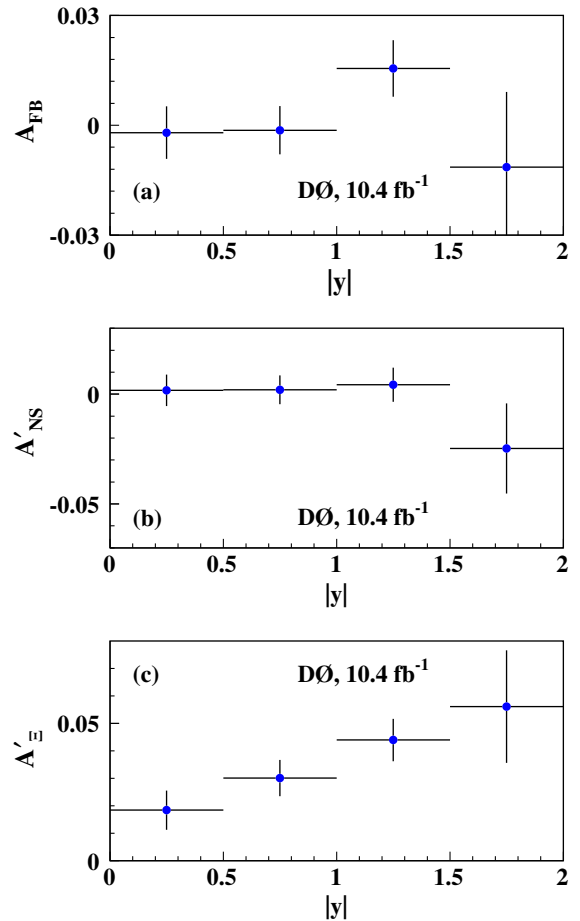 0.03
A_FB
0
(a) DØ, 10.4 fb⁻¹
-0.03
0 0.5 1 1.5 2
|y|
A′_NS
0
-0.05
(b) DØ, 10.4 fb⁻¹
0 0.5 1 1.5 2
|y|
(c) DØ, 10.4 fb⁻¹
A′_Ξ
0.05
0
0 0.5 1 1.5 2
|y|